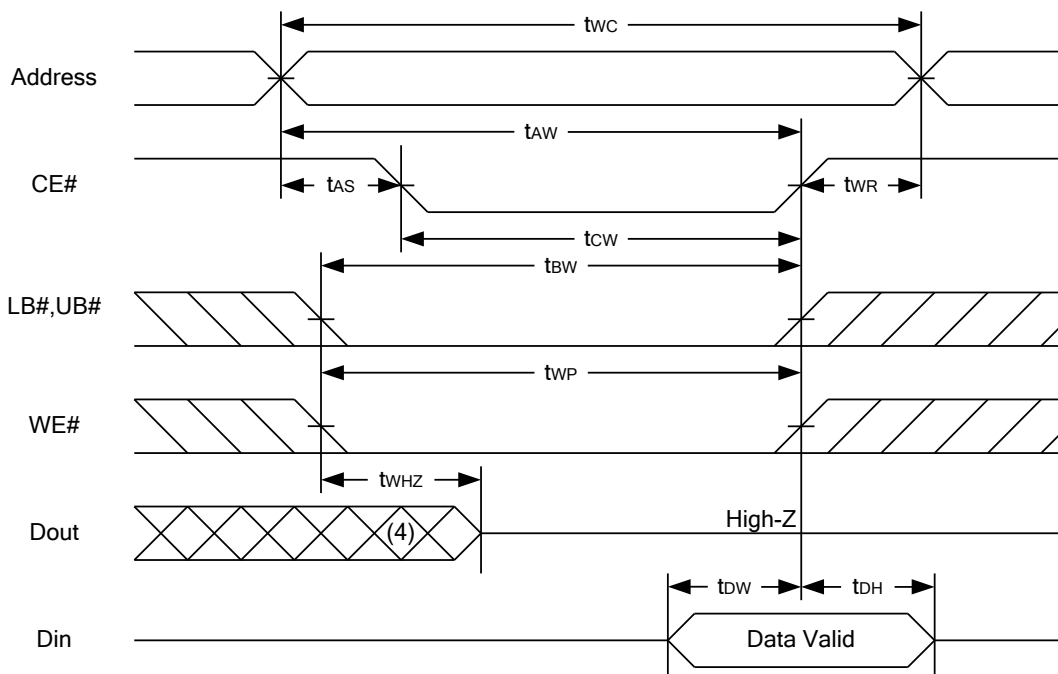 tWC
Address
tAW
CE#
tAS
tWR
tCW
tBW
LB#,UB#
tWP
WE#
tWHZ
Dout
(4)
High-Z
tDW
tDH
Din
Data Valid